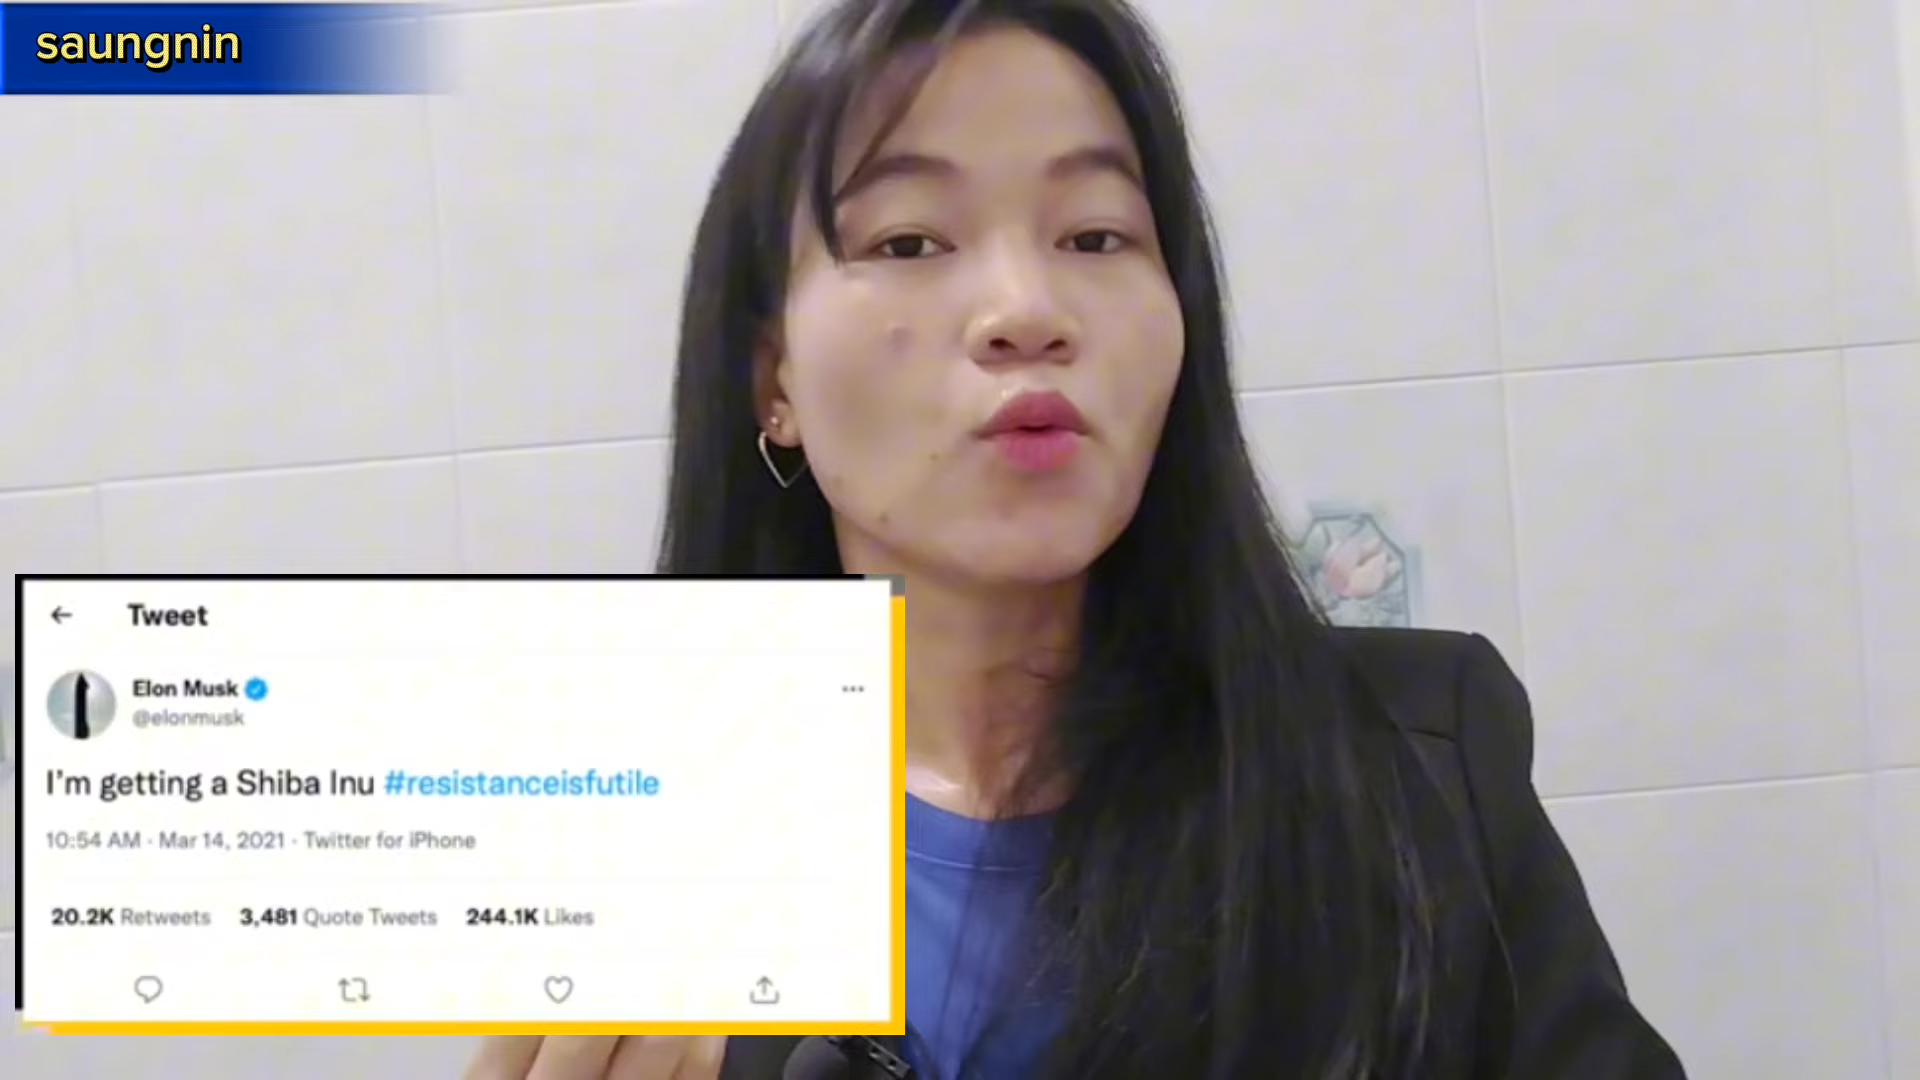 saungnin
Tweet
Elon Musk
@elonmusk
I'm getting a Shiba Inu #resistanceisfutile
10:54 AM · Mar 14, 2021 · Twitter for iPhone
20.2K Retweets 3,481 Quote Tweets 244.1K Likes